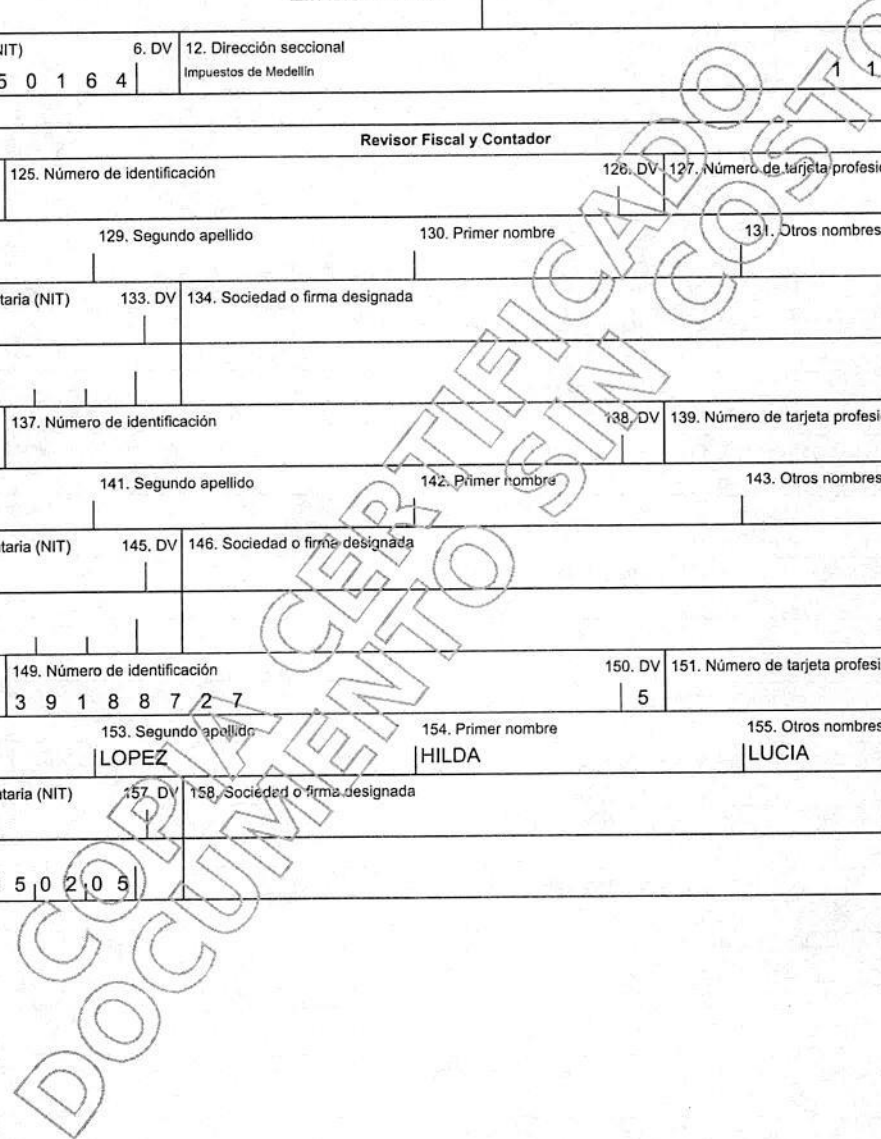 NIT) 6. DV 12. Dirección seccional
5 0 1 6 4 Impuestos de Medellín 1 1
Revisor Fiscal y Contador
125. Número de identificación 126. DV 127. Número de tarjeta profesi
129. Segundo apellido 130. Primer nombre 131. Otros nombres
taria (NIT) 133. DV 134. Sociedad o firma designada
137. Número de identificación 138. DV 139. Número de tarjeta profesi
141. Segundo apellido 142. Primer nombre 143. Otros nombres
taria (NIT) 145. DV 146. Sociedad o firma designada
149. Número de identificación 150. DV 151. Número de tarjeta profesi
3 9 1 8 8 7 2 7 5
153. Segundo apellido 154. Primer nombre 155. Otros nombres
LOPEZ HILDA LUCIA
taria (NIT) 157. DV 158. Sociedad o firma designada
5 0 2 0 5
COPIA CERTIFICADO
DOCUMENTO SIN COSTO